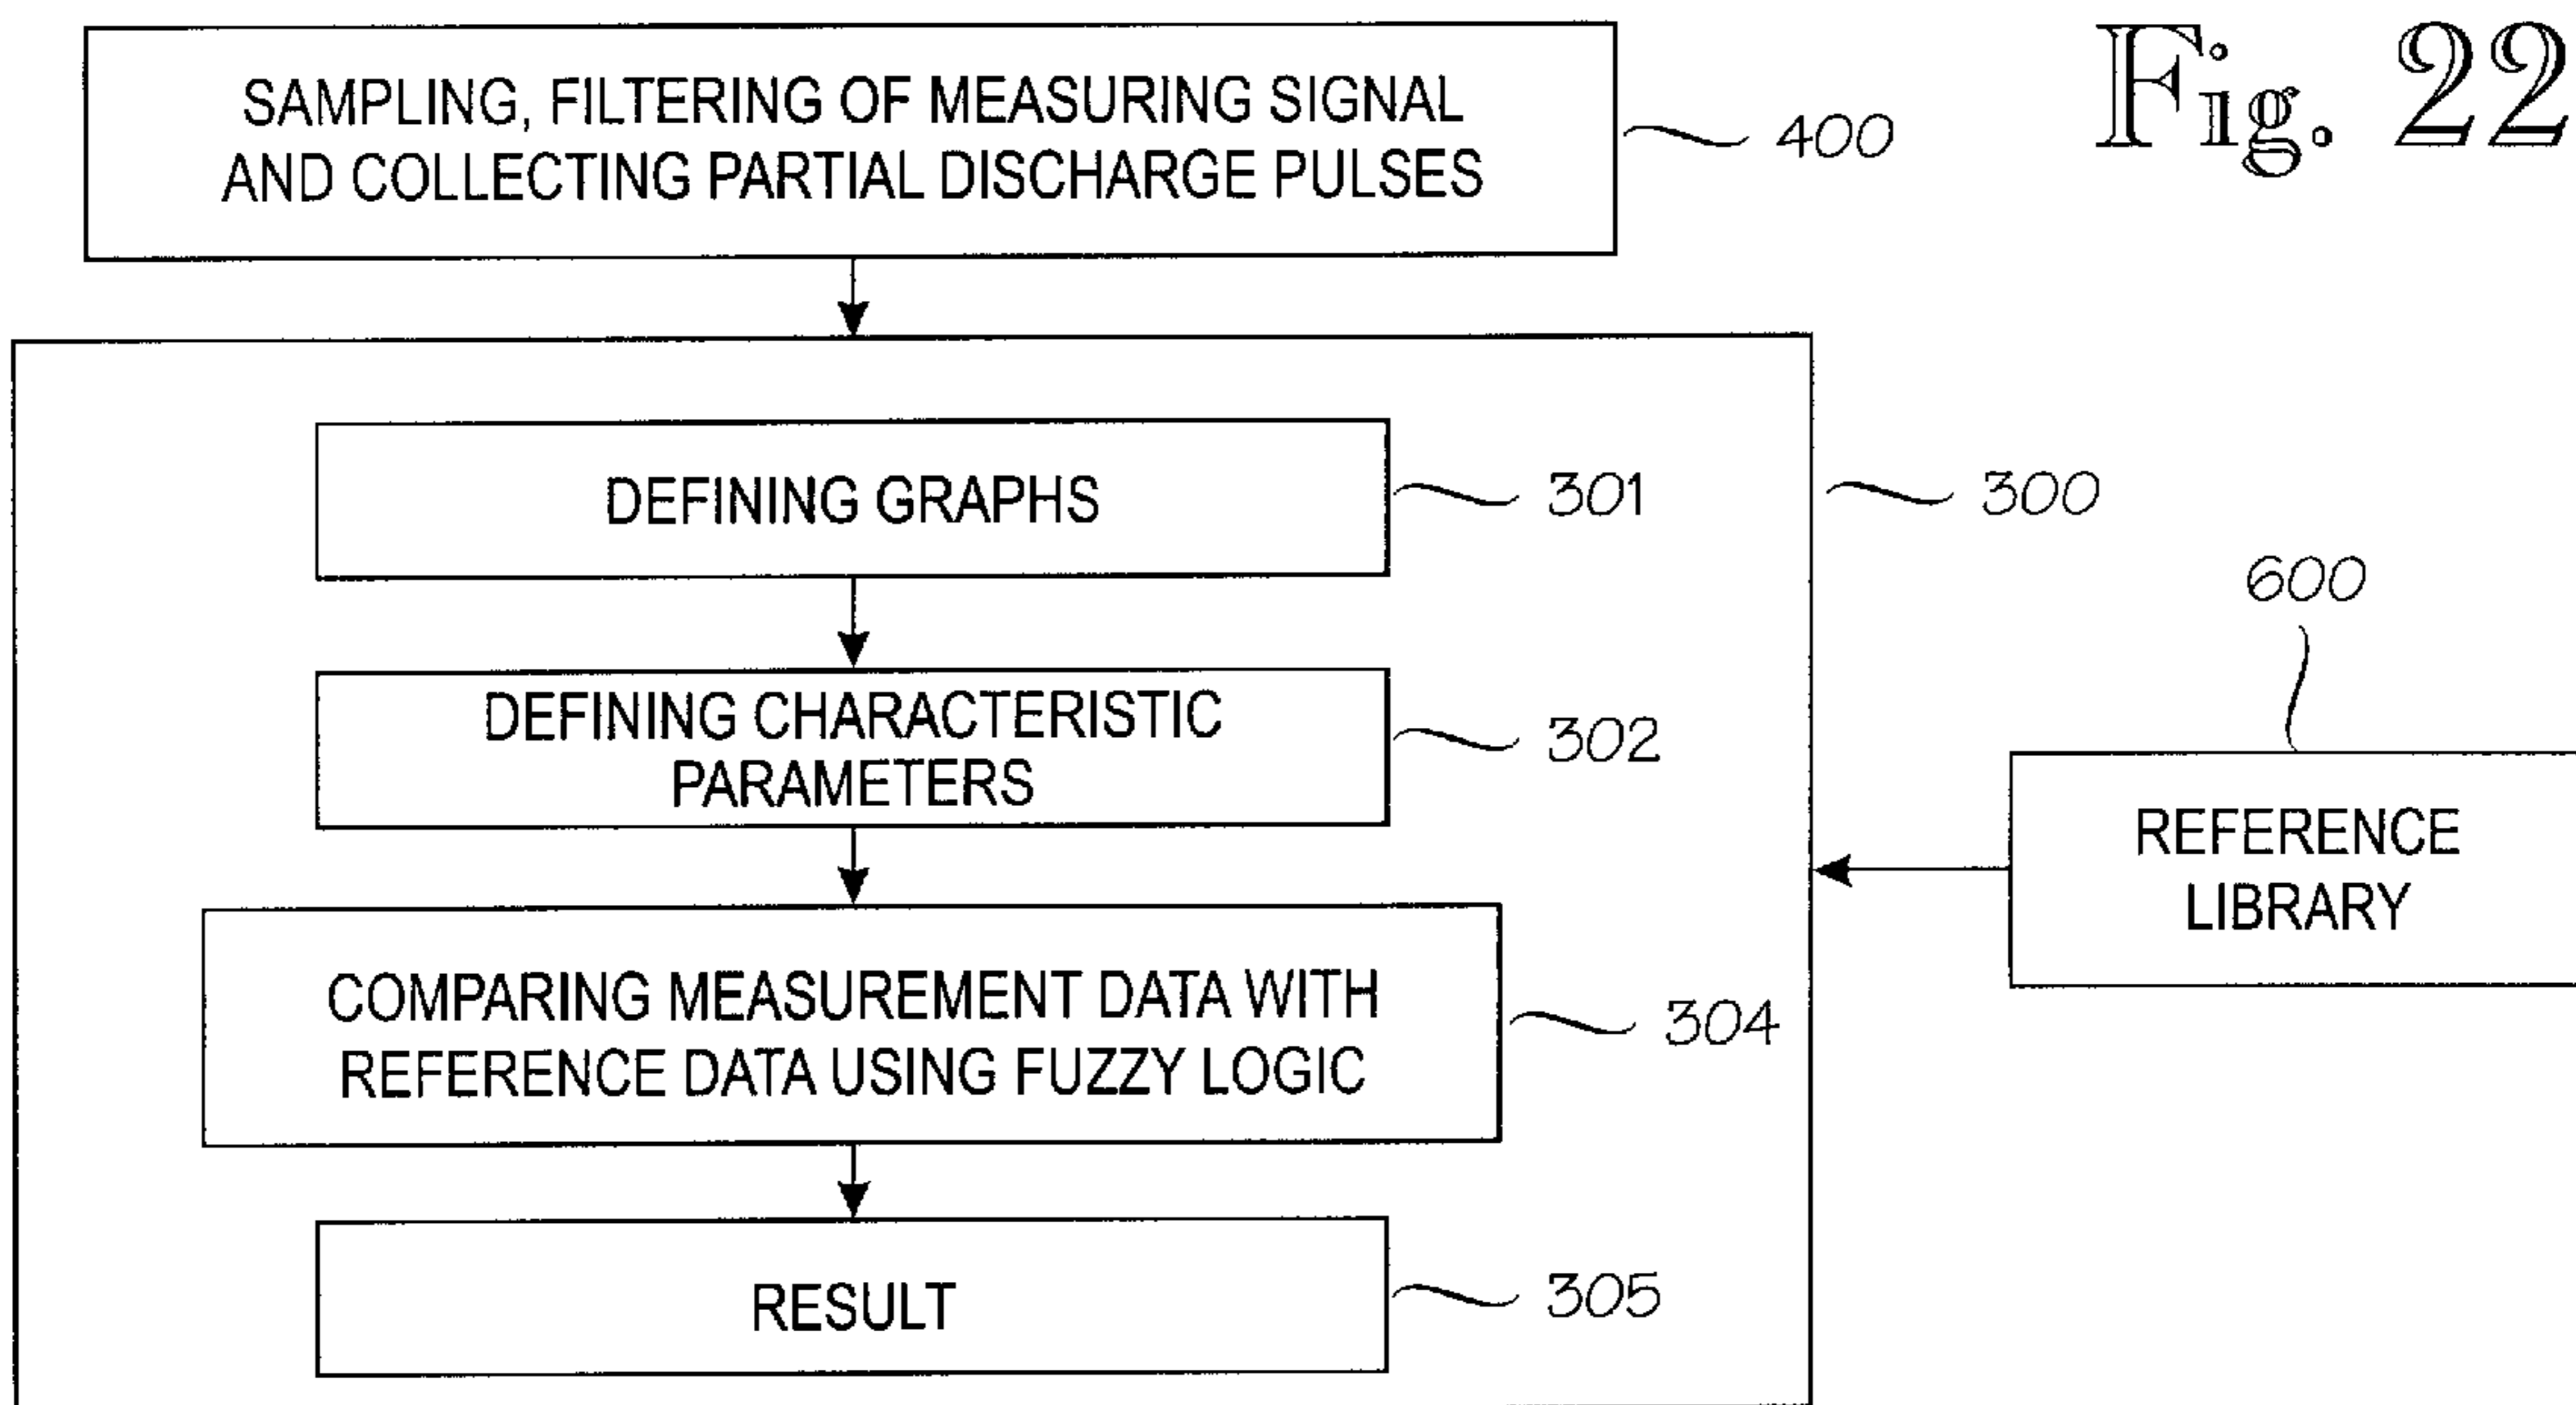 Fig. 22
SAMPLING, FILTERING OF MEASURING SIGNAL
AND COLLECTING PARTIAL DISCHARGE PULSES
400
DEFINING GRAPHS
301
300
DEFINING CHARACTERISTIC
PARAMETERS
302
600
REFERENCE
LIBRARY
COMPARING MEASUREMENT DATA WITH
REFERENCE DATA USING FUZZY LOGIC
304
RESULT
305